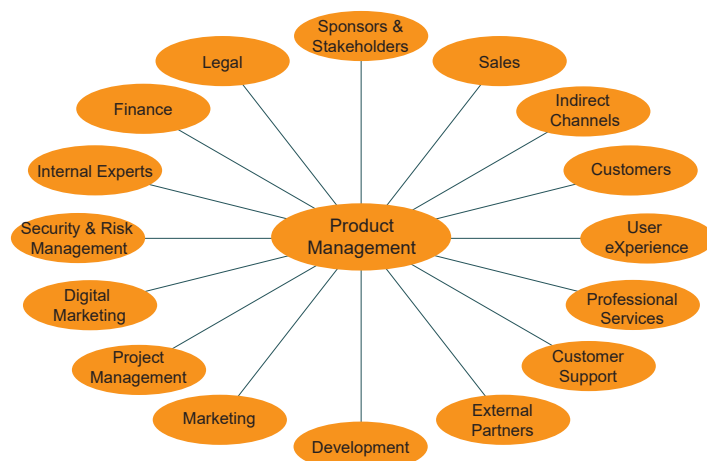 Sponsors &
Stakeholders
Legal
Sales
Finance
Indirect
Channels
Internal Experts
Customers
Security & Risk
Management
Product
Management
User
eXperience
Digital
Marketing
Professional
Services
Project
Management
Customer
Support
Marketing
External
Partners
Development